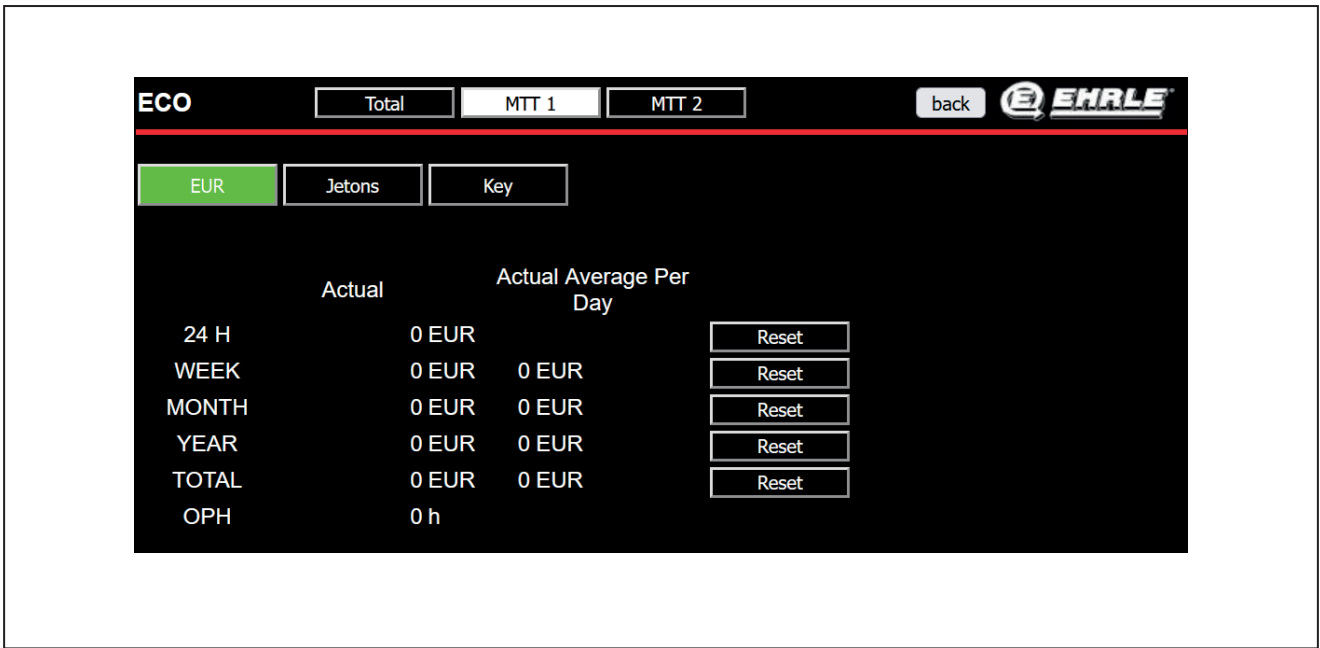 ECO Total MTT 1 MTT 2 back EHRLE
EUR Jetons Key
Actual Actual Average Per
Day
24 H 0 EUR Reset
WEEK 0 EUR 0 EUR Reset
MONTH 0 EUR 0 EUR Reset
YEAR 0 EUR 0 EUR Reset
TOTAL 0 EUR 0 EUR Reset
OPH 0 h